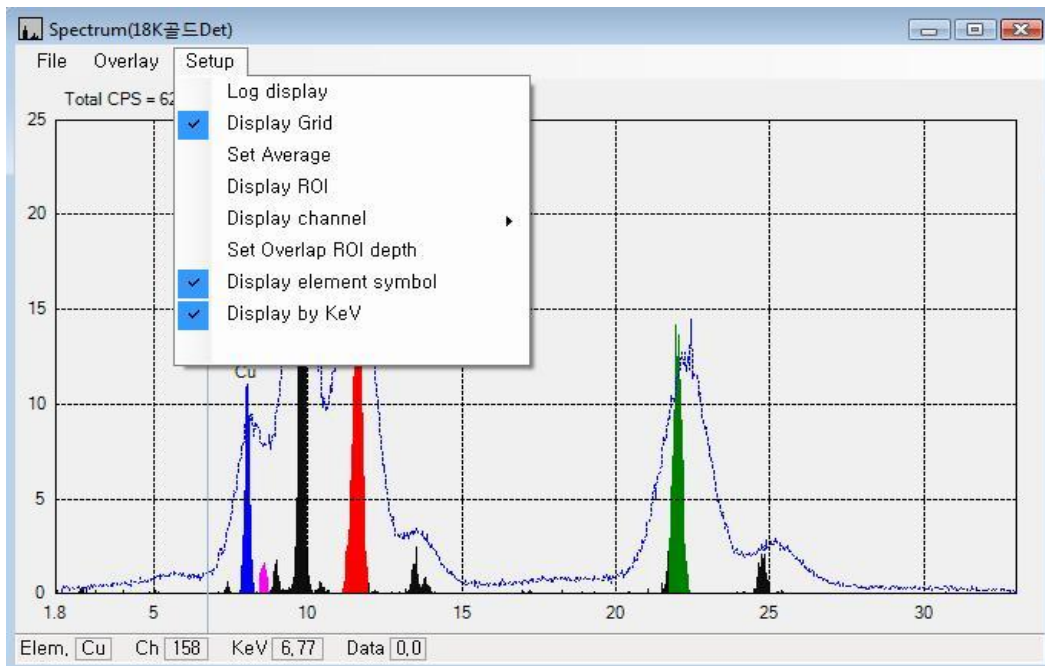 Spectrum(18K골드Det)
File Overlay Setup
Total CPS = 62
Log display
Display Grid
Set Average
Display ROI
Display channel
Set Overlap ROI depth
Display element symbol
Display by KeV
25
20
15
10
5
0
Cu
1.8 5 10 15 20 25 30
Elem, Cu Ch 158 KeV 6,77 Data 0,0